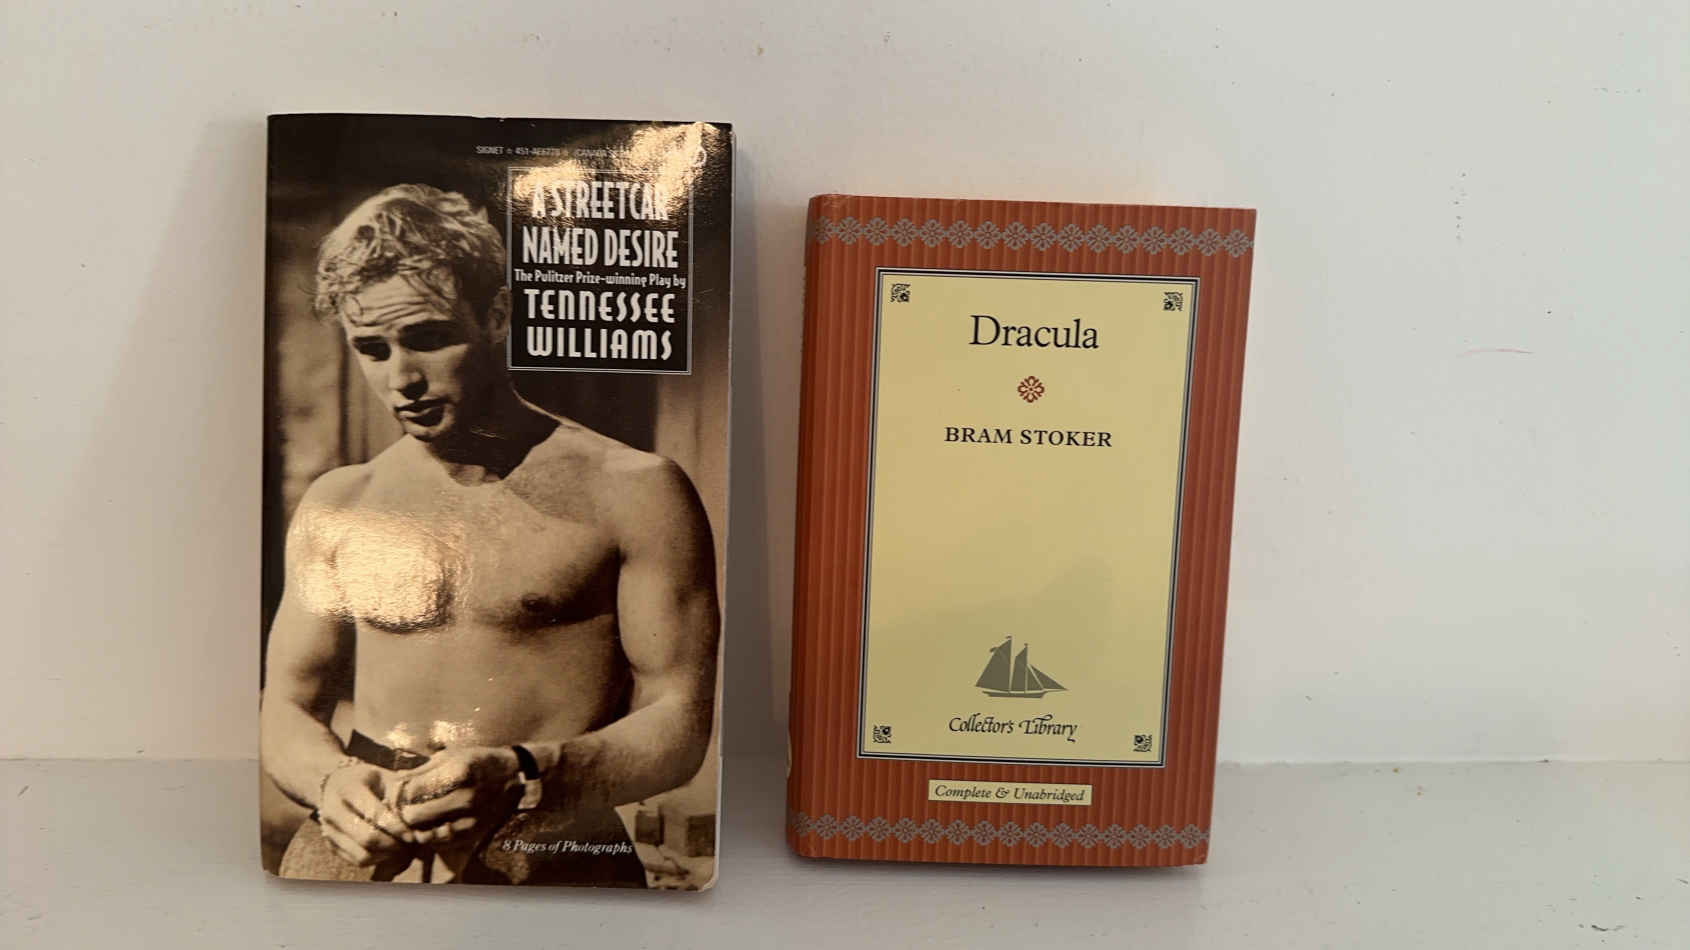 SIGNET
A STREETCAR
NAMED DESIRE
The Pulitzer Prize-winning Play by
TENNESSEE
WILLIAMS
8 Pages of Photographs
Dracula
BRAM STOKER
Collector's Library
Complete & Unabridged